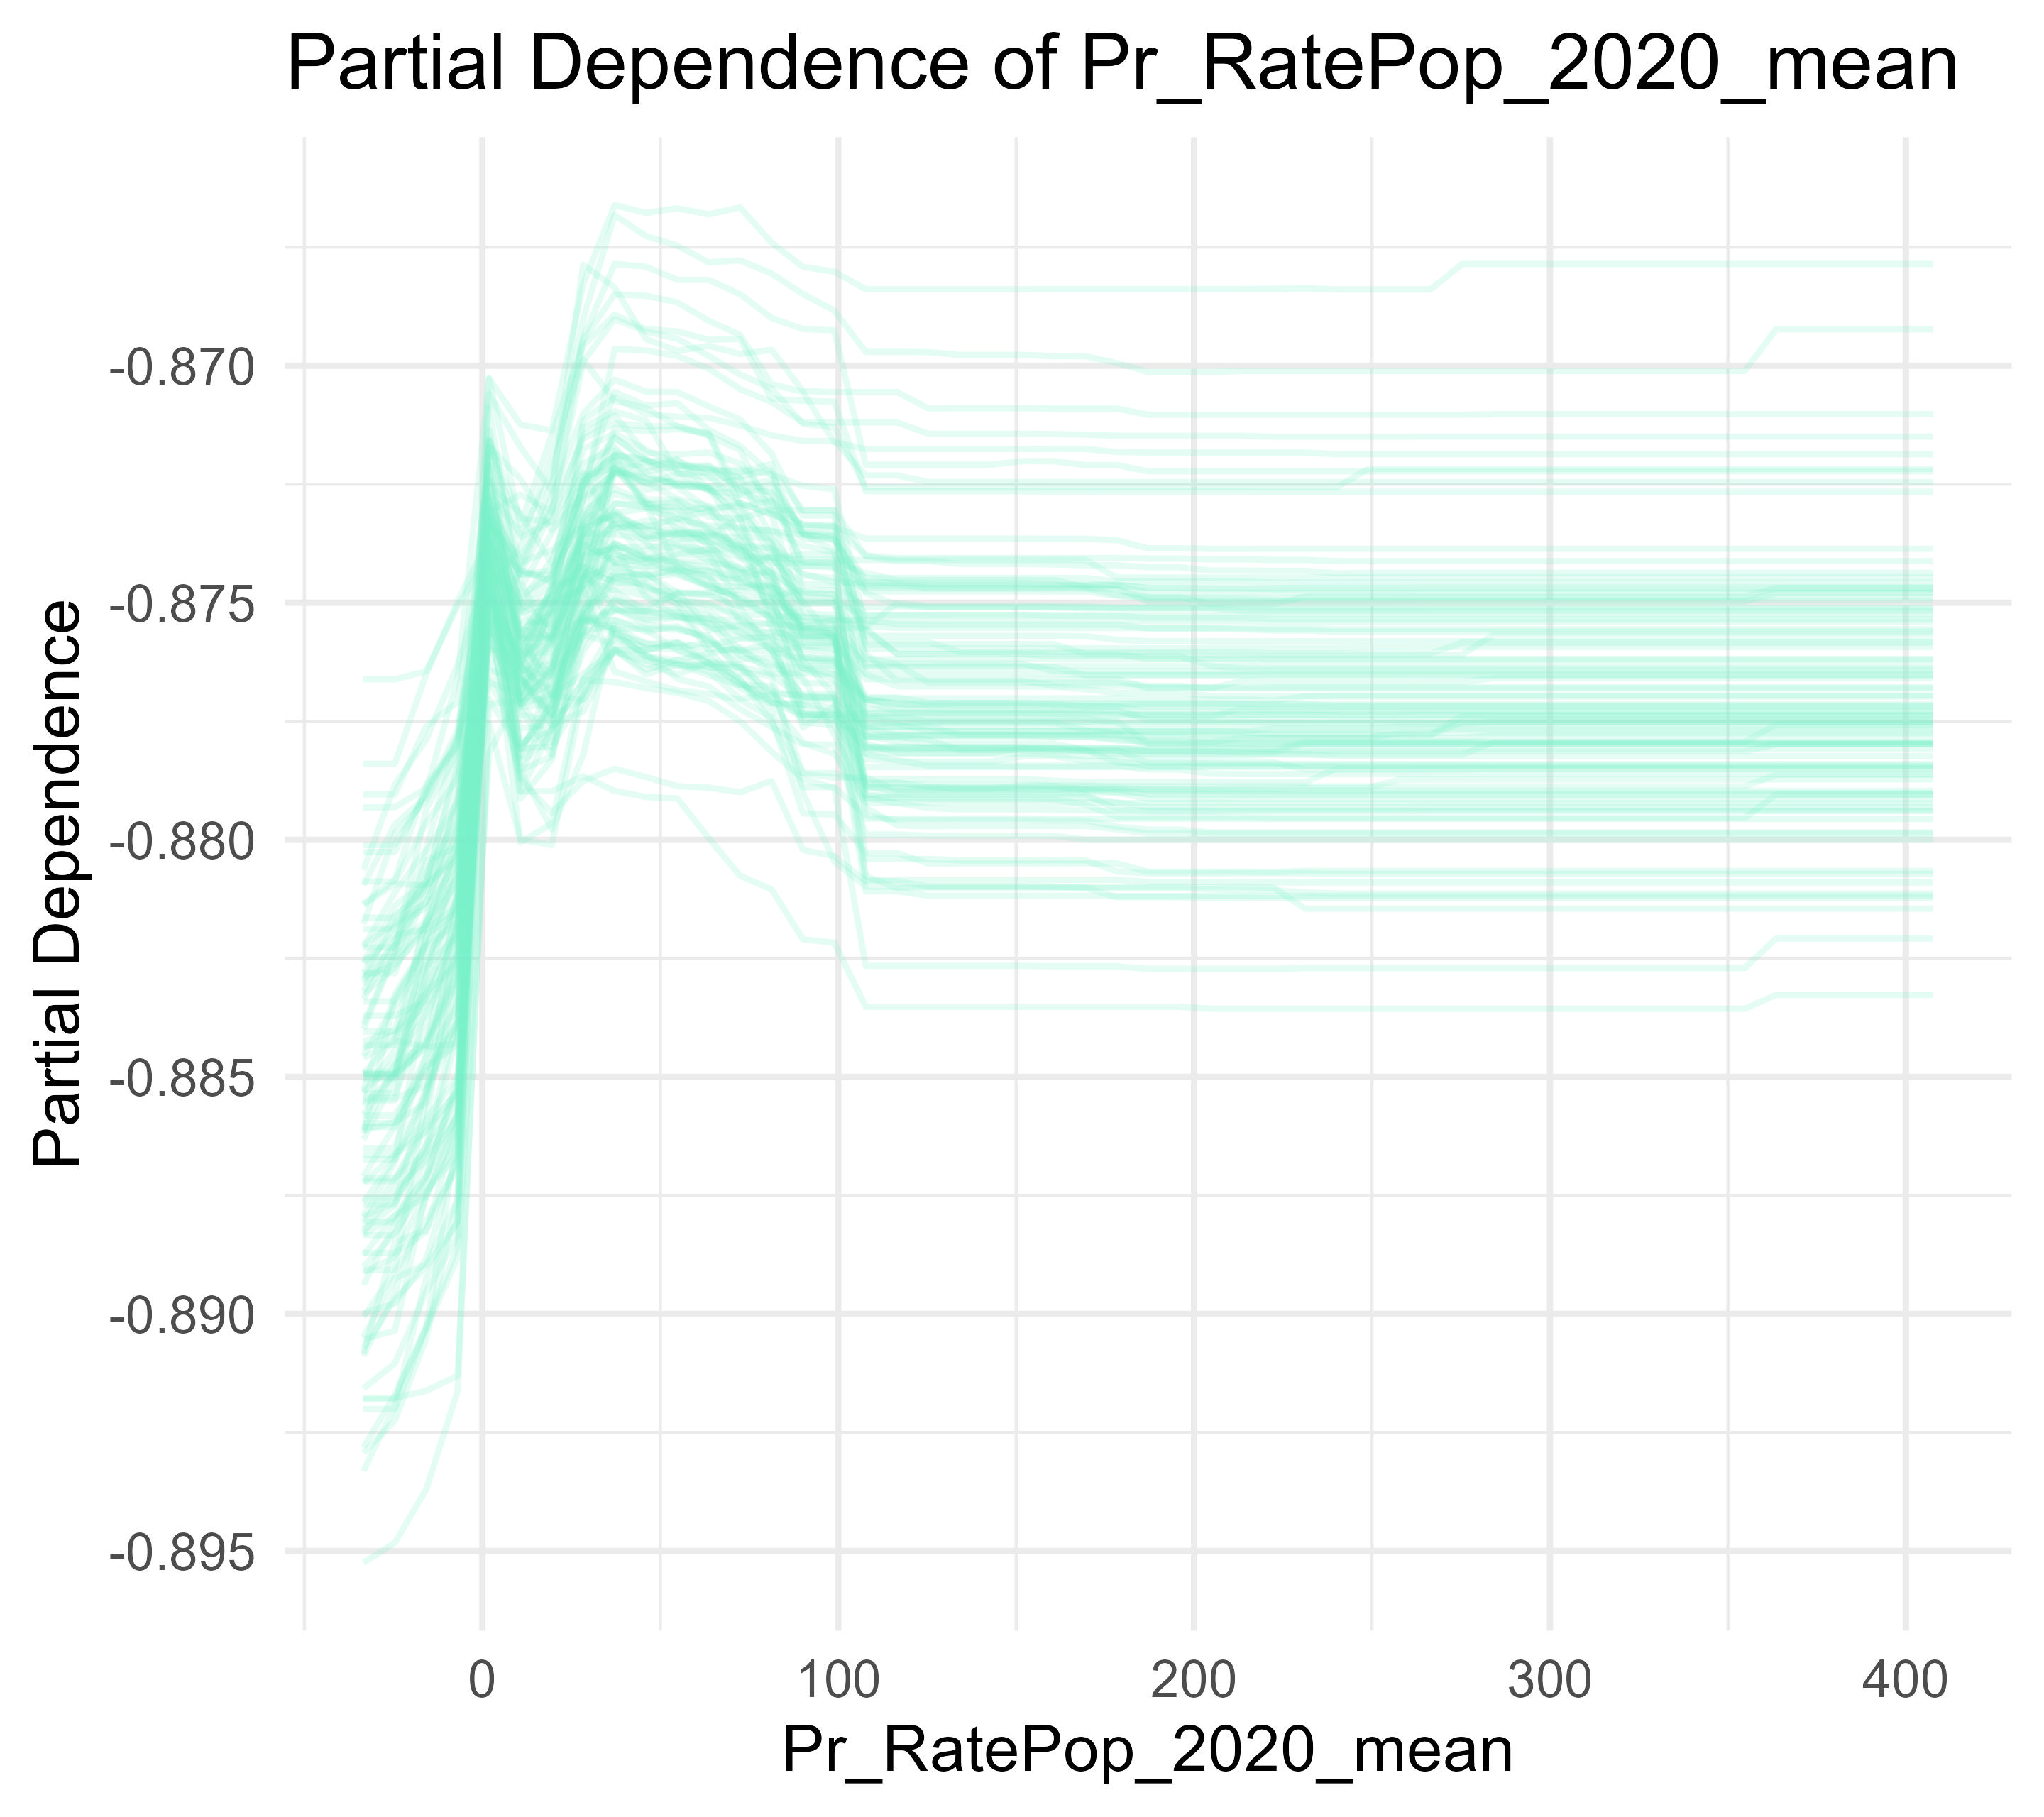 Partial Dependence of Pr_RatePop_2020_mean
Partial Dependence
-0.870
-0.875
-0.880
-0.885
-0.890
-0.895
0 100 200 300 400
Pr_RatePop_2020_mean